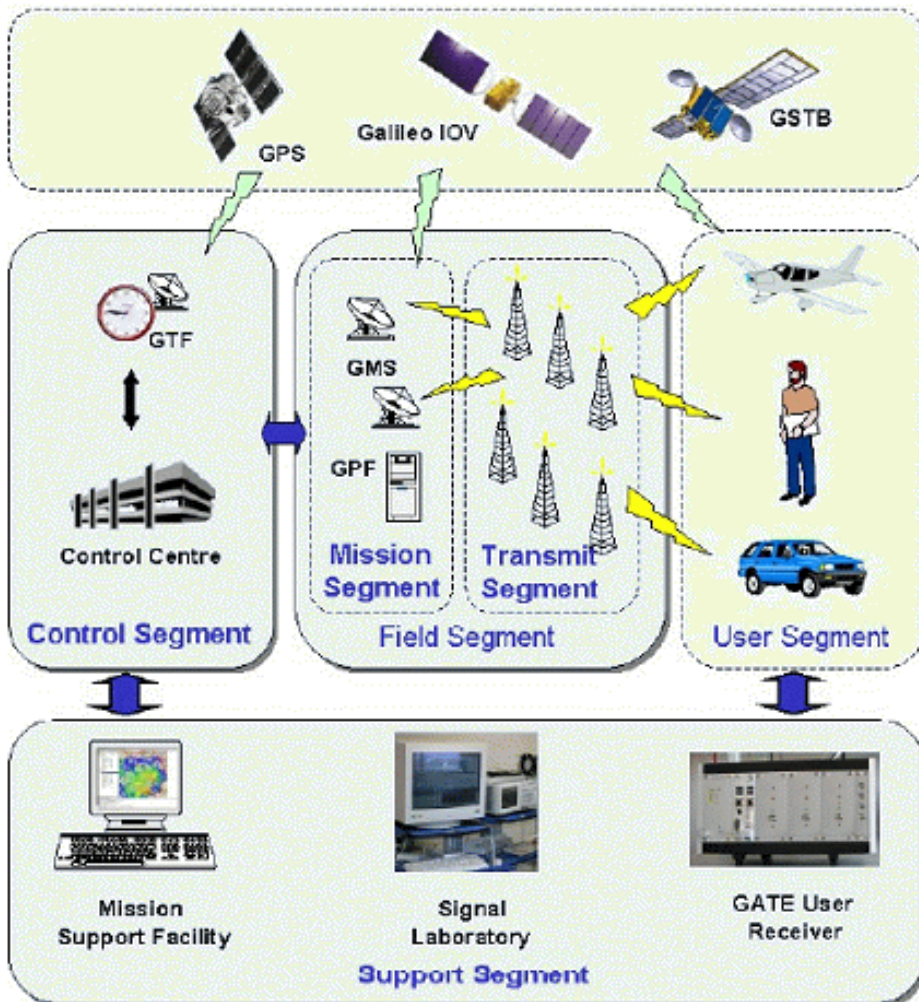 GPS
Galileo IOV
GSTB
GTF
Control Centre
Control Segment
GMS
GPF
Mission
Segment
Transmit
Segment
Field Segment
User Segment
Mission
Support Facility
Signal
Laboratory
GATE User
Receiver
Support Segment